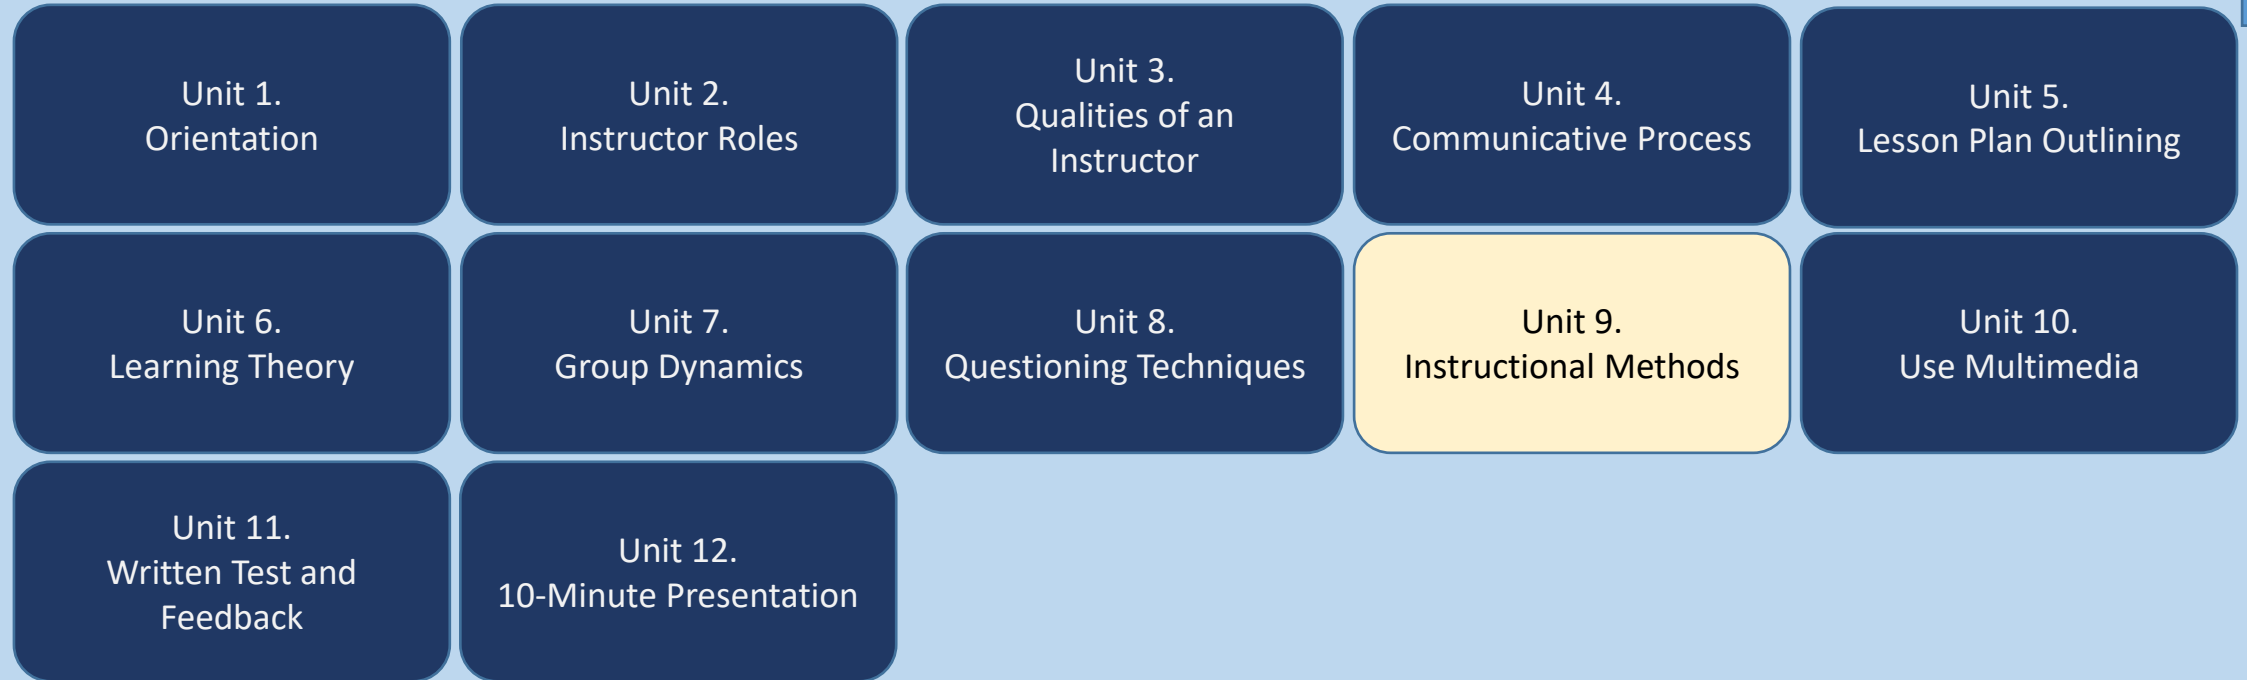 Unit 1.
Orientation
Unit 2.
Instructor Roles
Unit 3.
Qualities of an
Instructor
Unit 4.
Communicative Process
Unit 5.
Lesson Plan Outlining
Unit 6.
Learning Theory
Unit 7.
Group Dynamics
Unit 8.
Questioning Techniques
Unit 9.
Instructional Methods
Unit 10.
Use Multimedia
Unit 11.
Written Test and
Feedback
Unit 12.
10-Minute Presentation